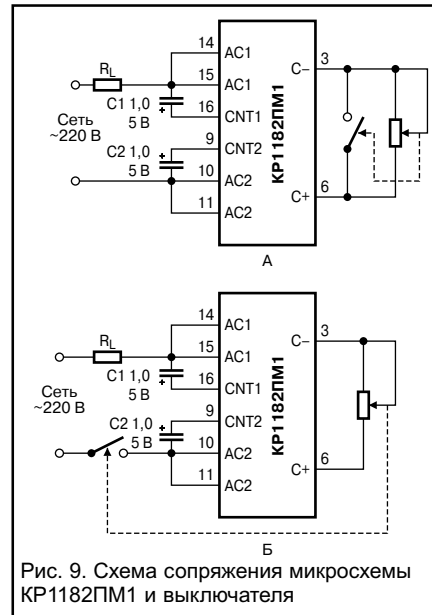 14
AC1
C− 3
R_L
15
AC1
C1 1,0
16
5 В
CNT1
Сеть
~220 В
9
CNT2
C2 1,0
5 В
10
AC2
C+ 6
11
AC2
КР1182ПМ1
А
14
AC1
C− 3
R_L
15
AC1
C1 1,0
16
5 В
CNT1
Сеть
~220 В
9
CNT2
C2 1,0
5 В
10
AC2
C+ 6
11
AC2
КР1182ПМ1
Б
Рис. 9. Схема сопряжения микросхемы
КР1182ПМ1 и выключателя